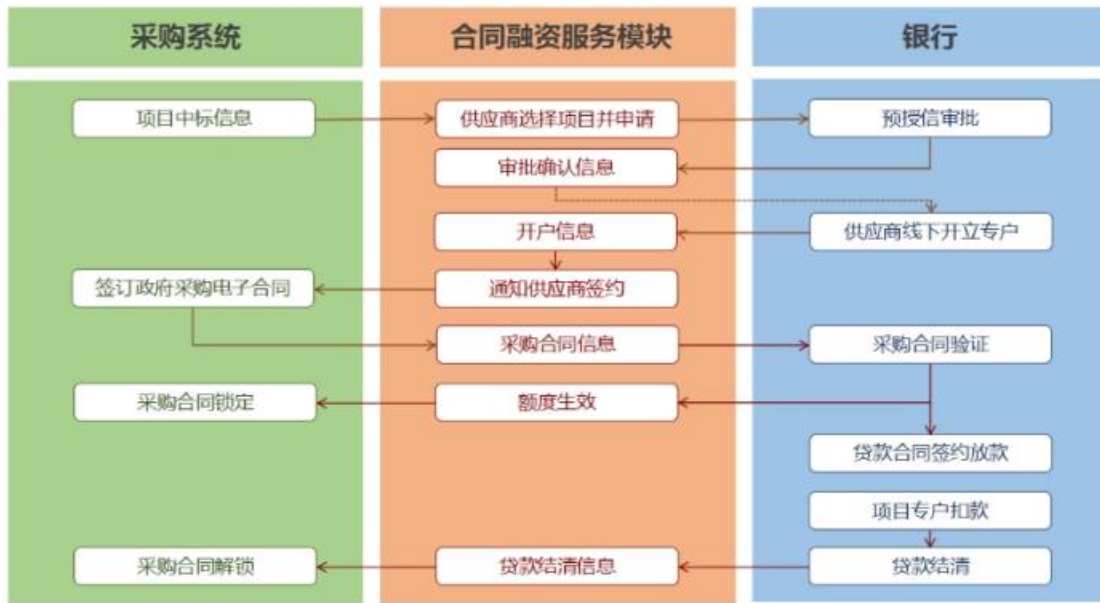 采购系统
合同融资服务模块
银行
项目中标信息
供应商选择项目并申请
预授信审批
审批确认信息
开户信息
供应商线下开立专户
签订政府采购电子合同
通知供应商签约
采购合同信息
采购合同验证
采购合同锁定
额度生效
贷款合同签约放款
项目专户扣款
采购合同解锁
贷款结清信息
贷款结清